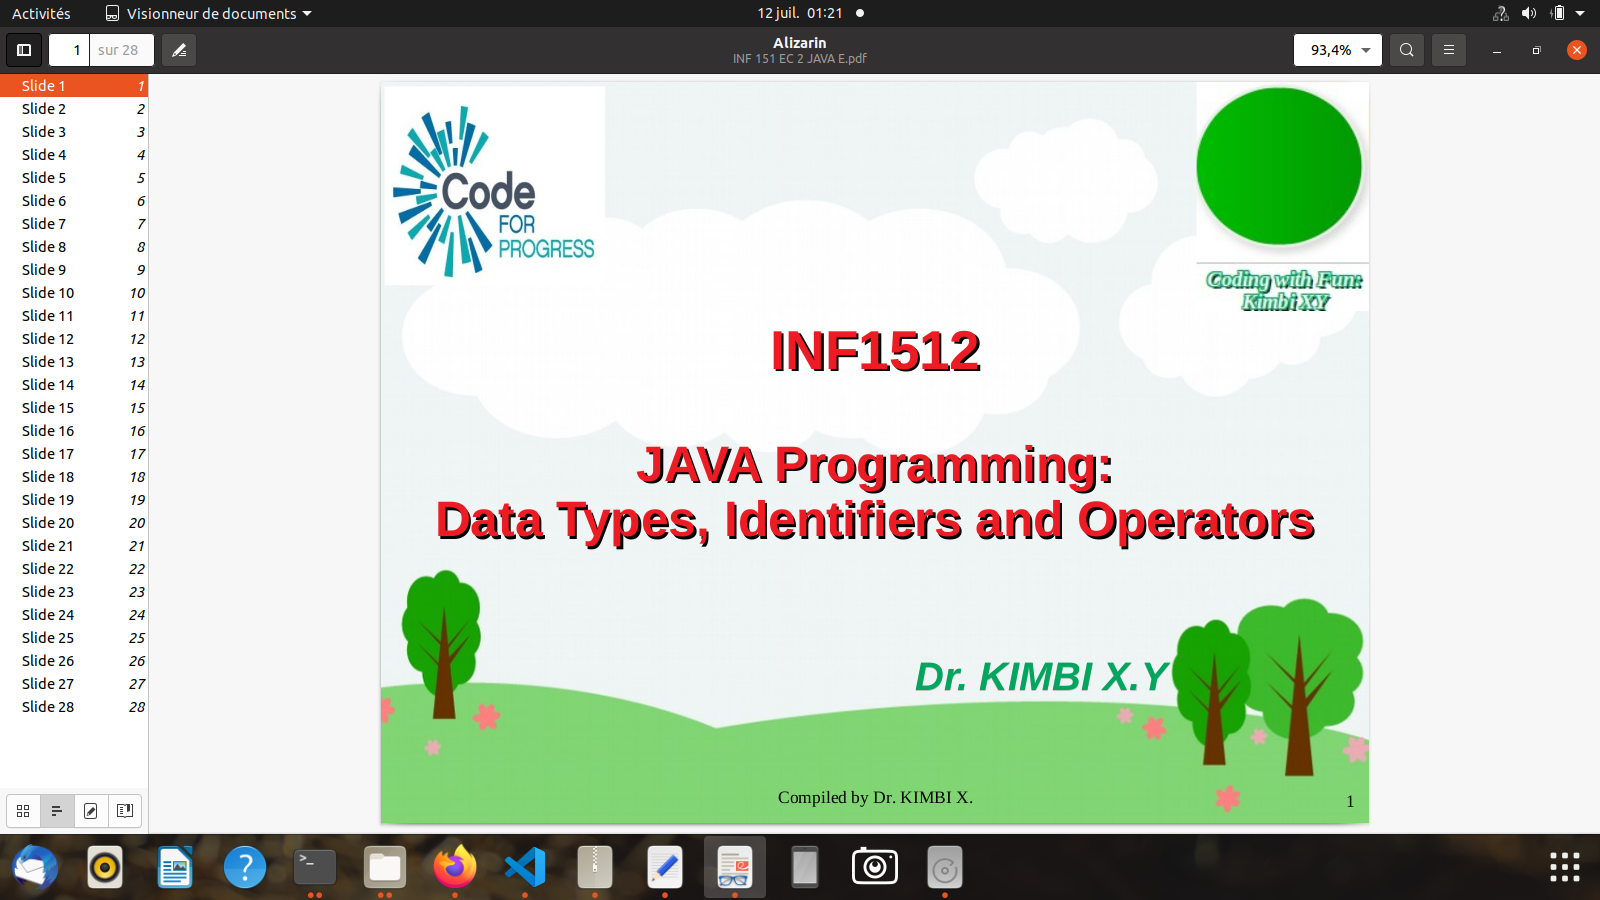 Activités
Visionneur de documents
12 juil. 01:21
1 sur 28
Alizarin
INF 151 EC 2 JAVA E.pdf
93,4%
Slide 1 1
Slide 2 2
Slide 3 3
Slide 4 4
Slide 5 5
Slide 6 6
Slide 7 7
Slide 8 8
Slide 9 9
Slide 10 10
Slide 11 11
Slide 12 12
Slide 13 13
Slide 14 14
Slide 15 15
Slide 16 16
Slide 17 17
Slide 18 18
Slide 19 19
Slide 20 20
Slide 21 21
Slide 22 22
Slide 23 23
Slide 24 24
Slide 25 25
Slide 26 26
Slide 27 27
Slide 28 28
Code
FOR
PROGRESS
Coding with Fun:
Kimbi XY
INF1512
JAVA Programming:
Data Types, Identifiers and Operators
Dr. KIMBI X.Y
Compiled by Dr. KIMBI X.
1